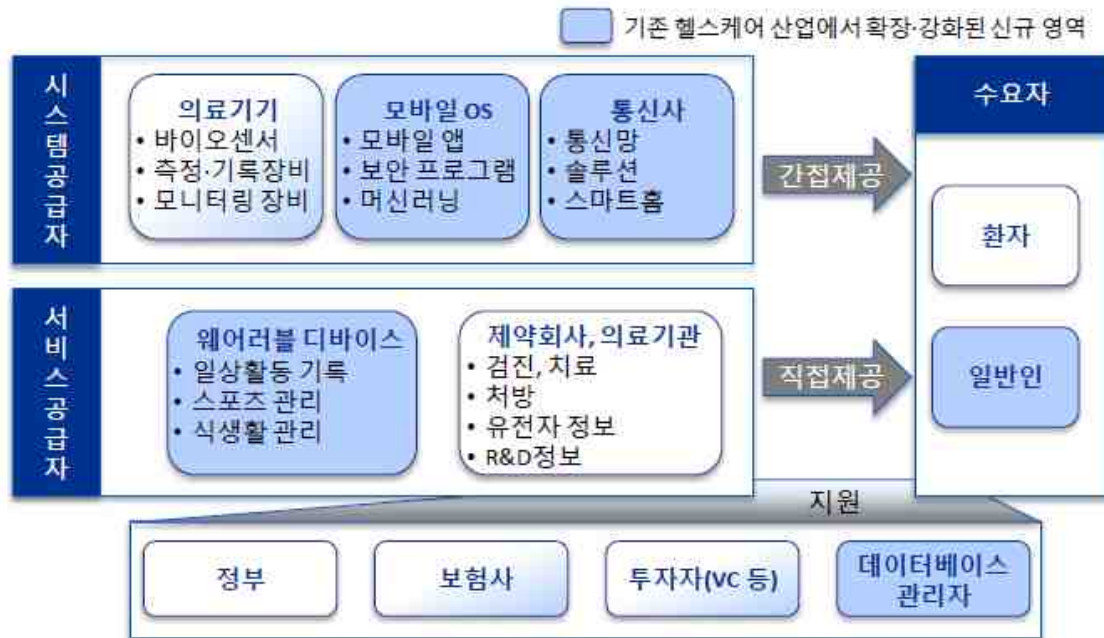 기존 헬스케어 산업에서 확장·강화된 신규 영역
시스템공급자
의료기기
• 바이오센서
• 측정·기록장비
• 모니터링 장비
모바일 OS
• 모바일 앱
• 보안 프로그램
• 머신러닝
통신사
• 통신망
• 솔루션
• 스마트홈
간접제공
수요자
환자
일반인
서비스공급자
웨어러블 디바이스
• 일상활동 기록
• 스포츠 관리
• 식생활 관리
제약회사, 의료기관
• 검진, 치료
• 처방
• 유전자 정보
• R&D정보
직접제공
지원
정부
보험사
투자자(VC 등)
데이터베이스
관리자